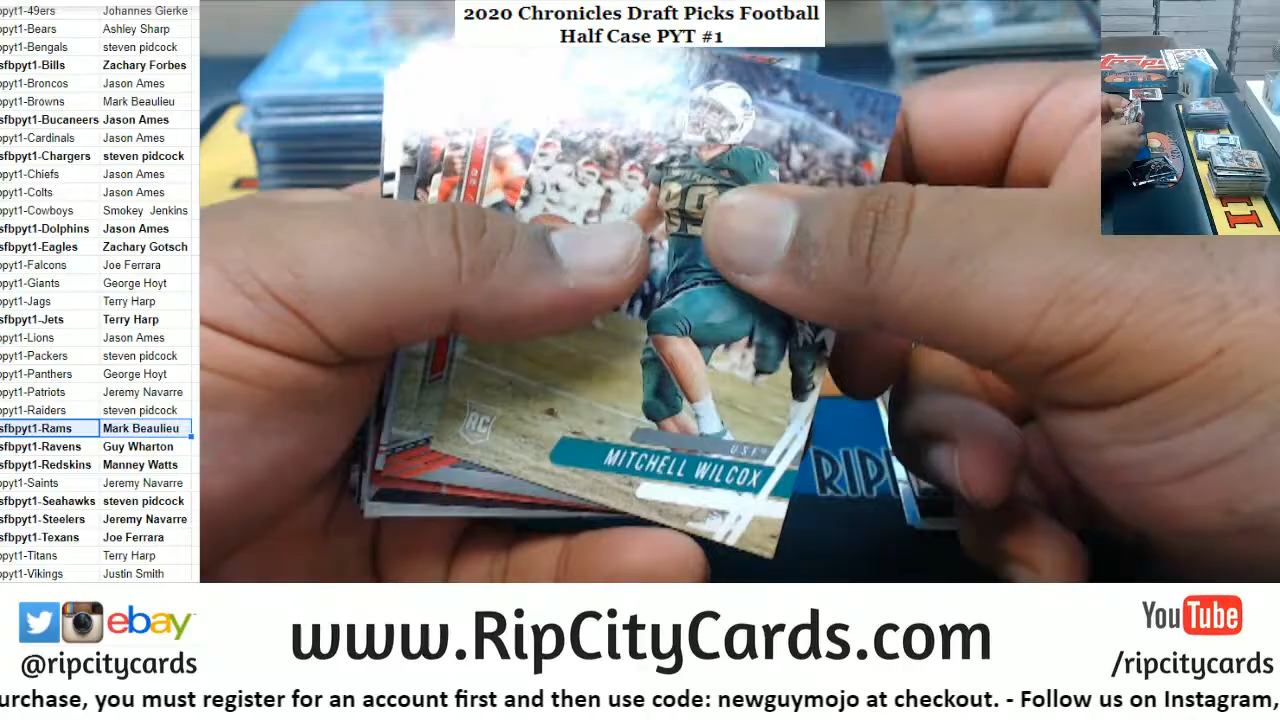 2020 Chronicles Draft Picks Football
Half Case PYT #1
pyt1-49ers Johannes Gierke
pyt1-Bears Ashley Sharp
pyt1-Bengals steven pidcock
sfbpyt1-Bills Zachary Forbes
pyt1-Broncos Jason Ames
pyt1-Browns Mark Beaulieu
sfbpyt1-Bucaneers Jason Ames
pyt1-Cardinals Jason Ames
sfbpyt1-Chargers steven pidcock
pyt1-Chiefs Jason Ames
pyt1-Colts Jason Ames
pyt1-Cowboys Smokey Jenkins
sfbpyt1-Dolphins Jason Ames
sfbpyt1-Eagles Zachary Gotsch
pyt1-Falcons Joe Ferrara
pyt1-Giants George Hoyt
pyt1-Jags Terry Harp
sfbpyt1-Jets Terry Harp
pyt1-Lions Jason Ames
pyt1-Packers steven pidcock
pyt1-Panthers George Hoyt
pyt1-Patriots Jeremy Navarre
pyt1-Raiders steven pidcock
sfbpyt1-Rams Mark Beaulieu
sfbpyt1-Ravens Guy Wharton
sfbpyt1-Redskins Manney Watts
pyt1-Saints Jeremy Navarre
sfbpyt1-Seahawks steven pidcock
sfbpyt1-Steelers Jeremy Navarre
sfbpyt1-Texans Joe Ferrara
pyt1-Titans Terry Harp
pyt1-Vikings Justin Smith
RC
USF
MITCHELL WILCOX
RIP
ebay
@ripcitycards
www.RipCityCards.com
YouTube
/ripcitycards
urchase, you must register for an account first and then use code: newguymojo at checkout. - Follow us on Instagram,